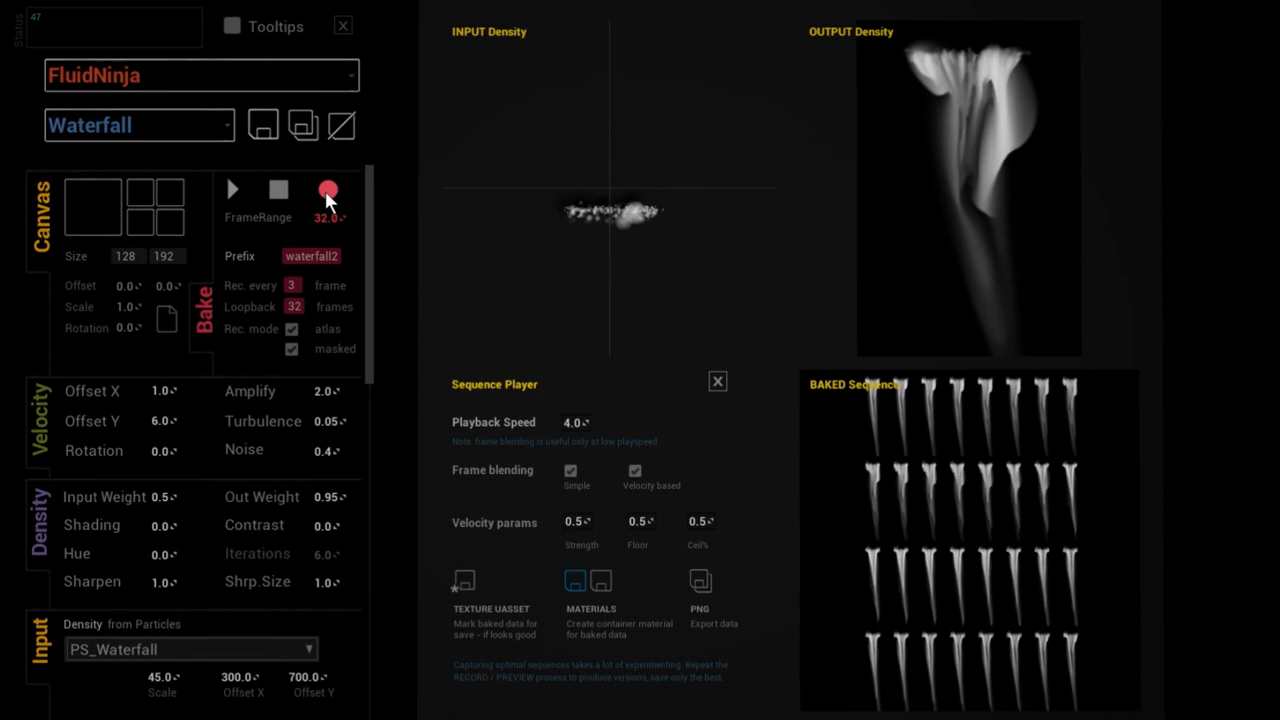 Status
47
Tooltips
FluidNinja
Waterfall
Canvas
Size 128 192
Offset 0.0 0.0
Scale 1.0
Rotation 0.0
Bake
FrameRange 32.0
Prefix waterfall2
Rec. every 3 frame
Loopback 32 frames
Rec. mode atlas
masked
Velocity
Offset X 1.0 Amplify 2.0
Offset Y 6.0 Turbulence 0.05
Rotation 0.0 Noise 0.4
Density
Input Weight 0.5 Out Weight 0.95
Shading 0.0 Contrast 0.0
Hue 0.0 Iterations 6.0
Sharpen 1.0 Shrp.Size 1.0
Input
Density from Particles
PS_Waterfall
45.0 300.0 700.0
Scale Offset X Offset Y
INPUT Density
OUTPUT Density
Sequence Player
Playback Speed 4.0
Note: frame blending is useful only at low playspeed.
Frame blending
Simple Velocity based
Velocity params 0.5 0.5 0.5
Strength Floor Ceil%
TEXTURE UASSET
Mark baked data for
save - if looks good
MATERIALS
Create container material
for baked data
PNG
Export data
Capturing optimal sequences takes a lot of experimenting. Repeat the
RECORD / PREVIEW process to produce versions, save only the best.
BAKED Sequence